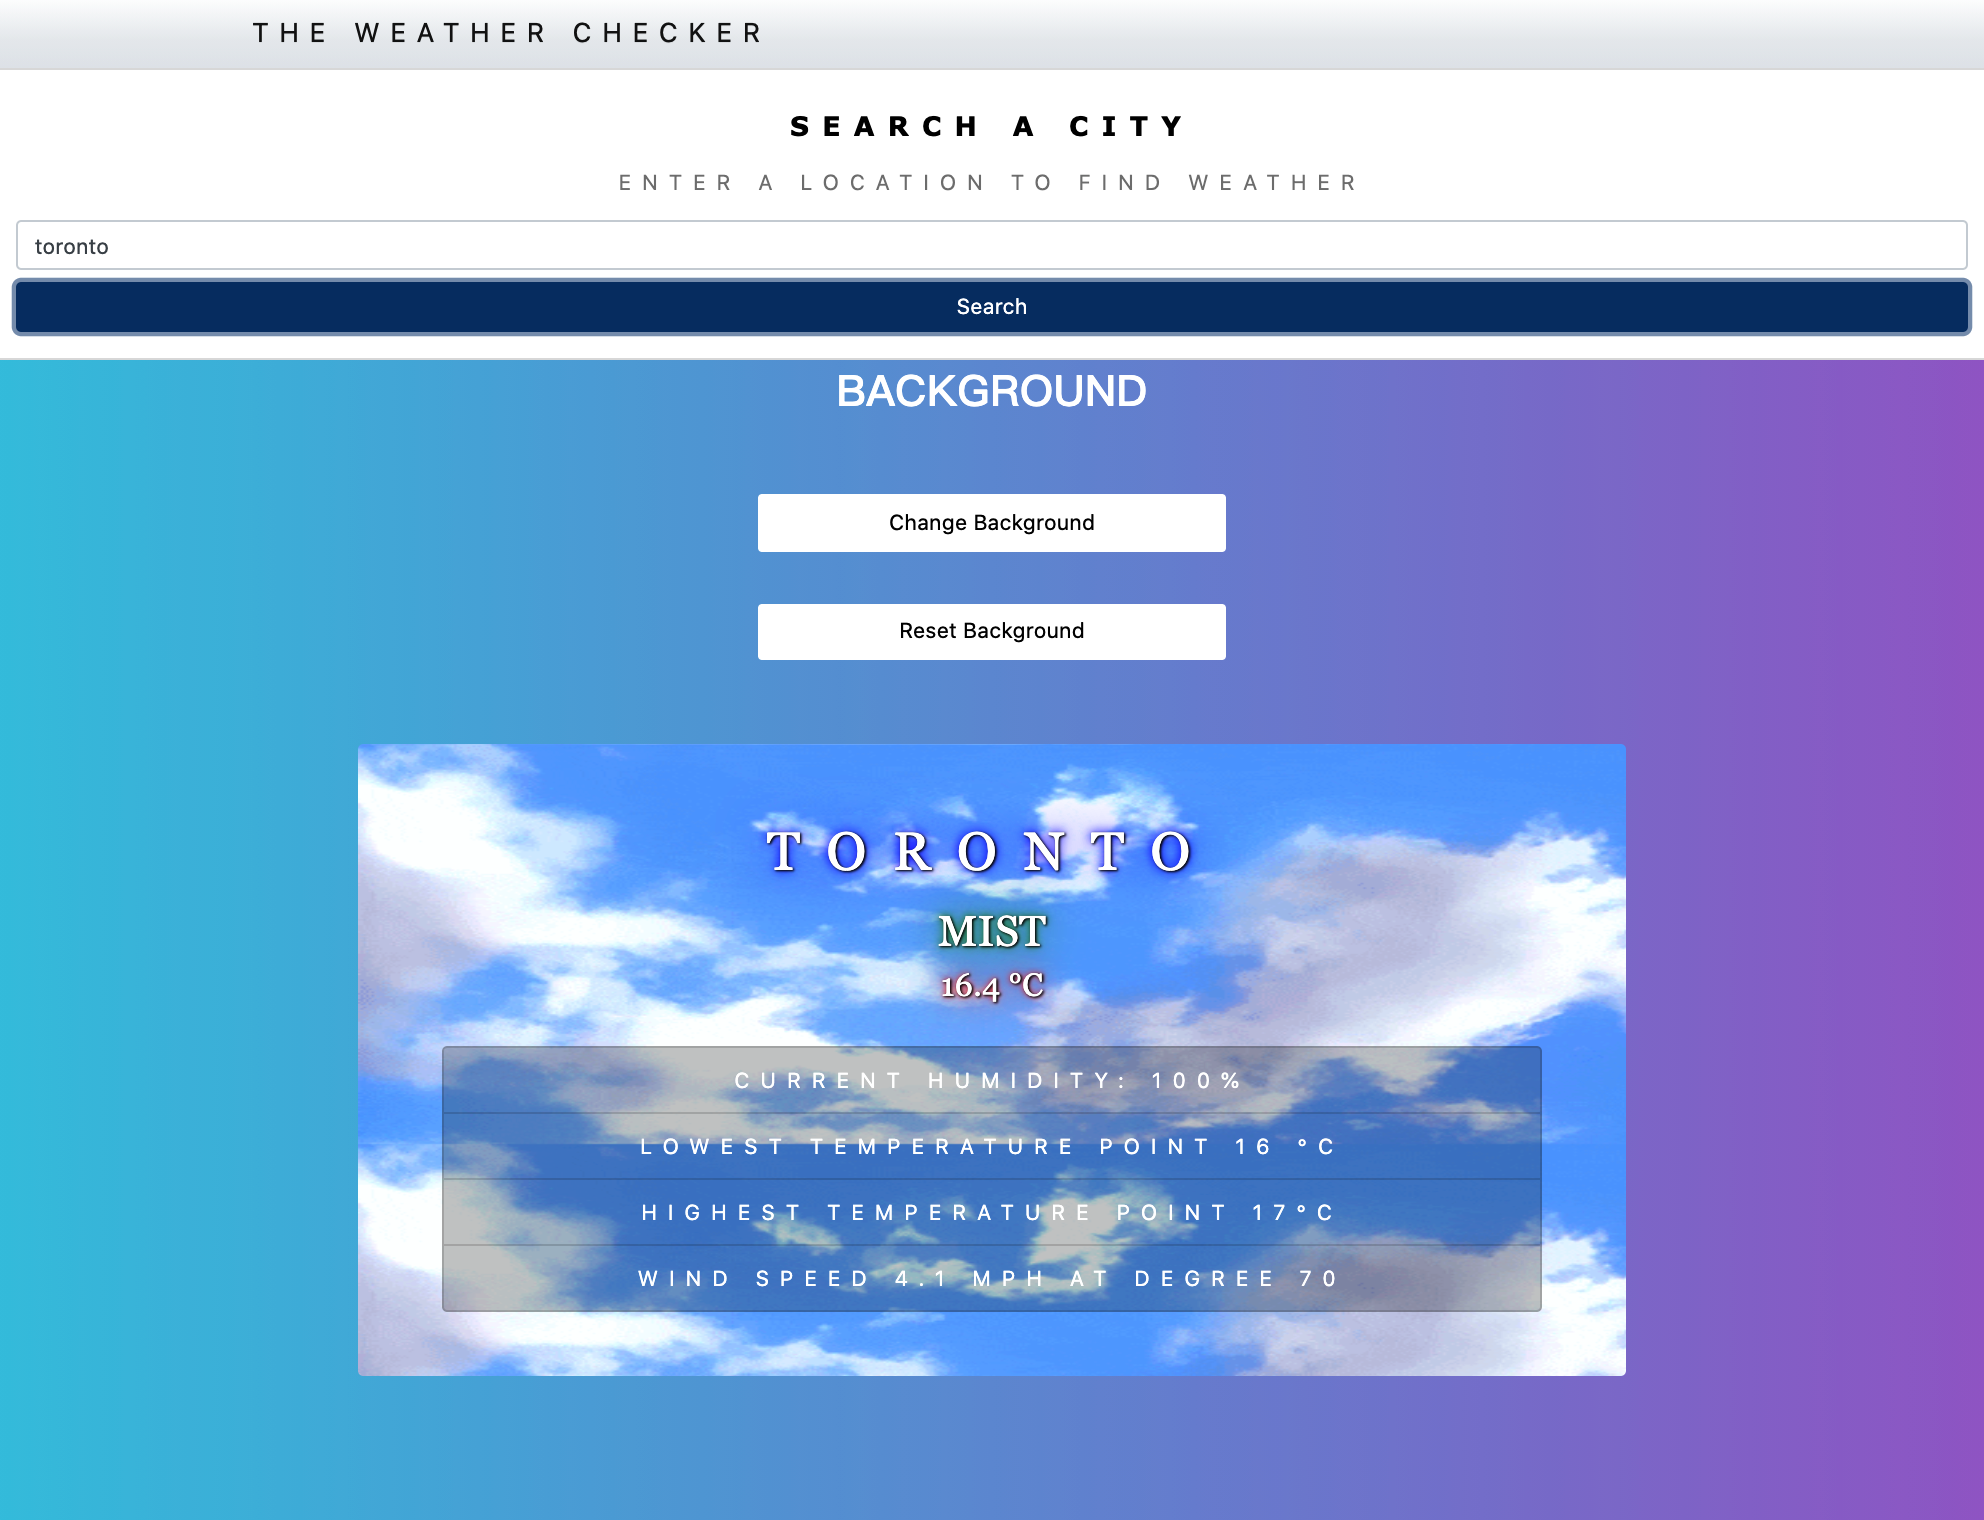 THE WEATHER CHECKER
SEARCH A CITY
ENTER A LOCATION TO FIND WEATHER
toronto
Search
BACKGROUND
Change Background
Reset Background
TORONTO
MIST
16.4 °C
CURRENT HUMIDITY: 100%
LOWEST TEMPERATURE POINT 16 °C
HIGHEST TEMPERATURE POINT 17°C
WIND SPEED 4.1 MPH AT DEGREE 70